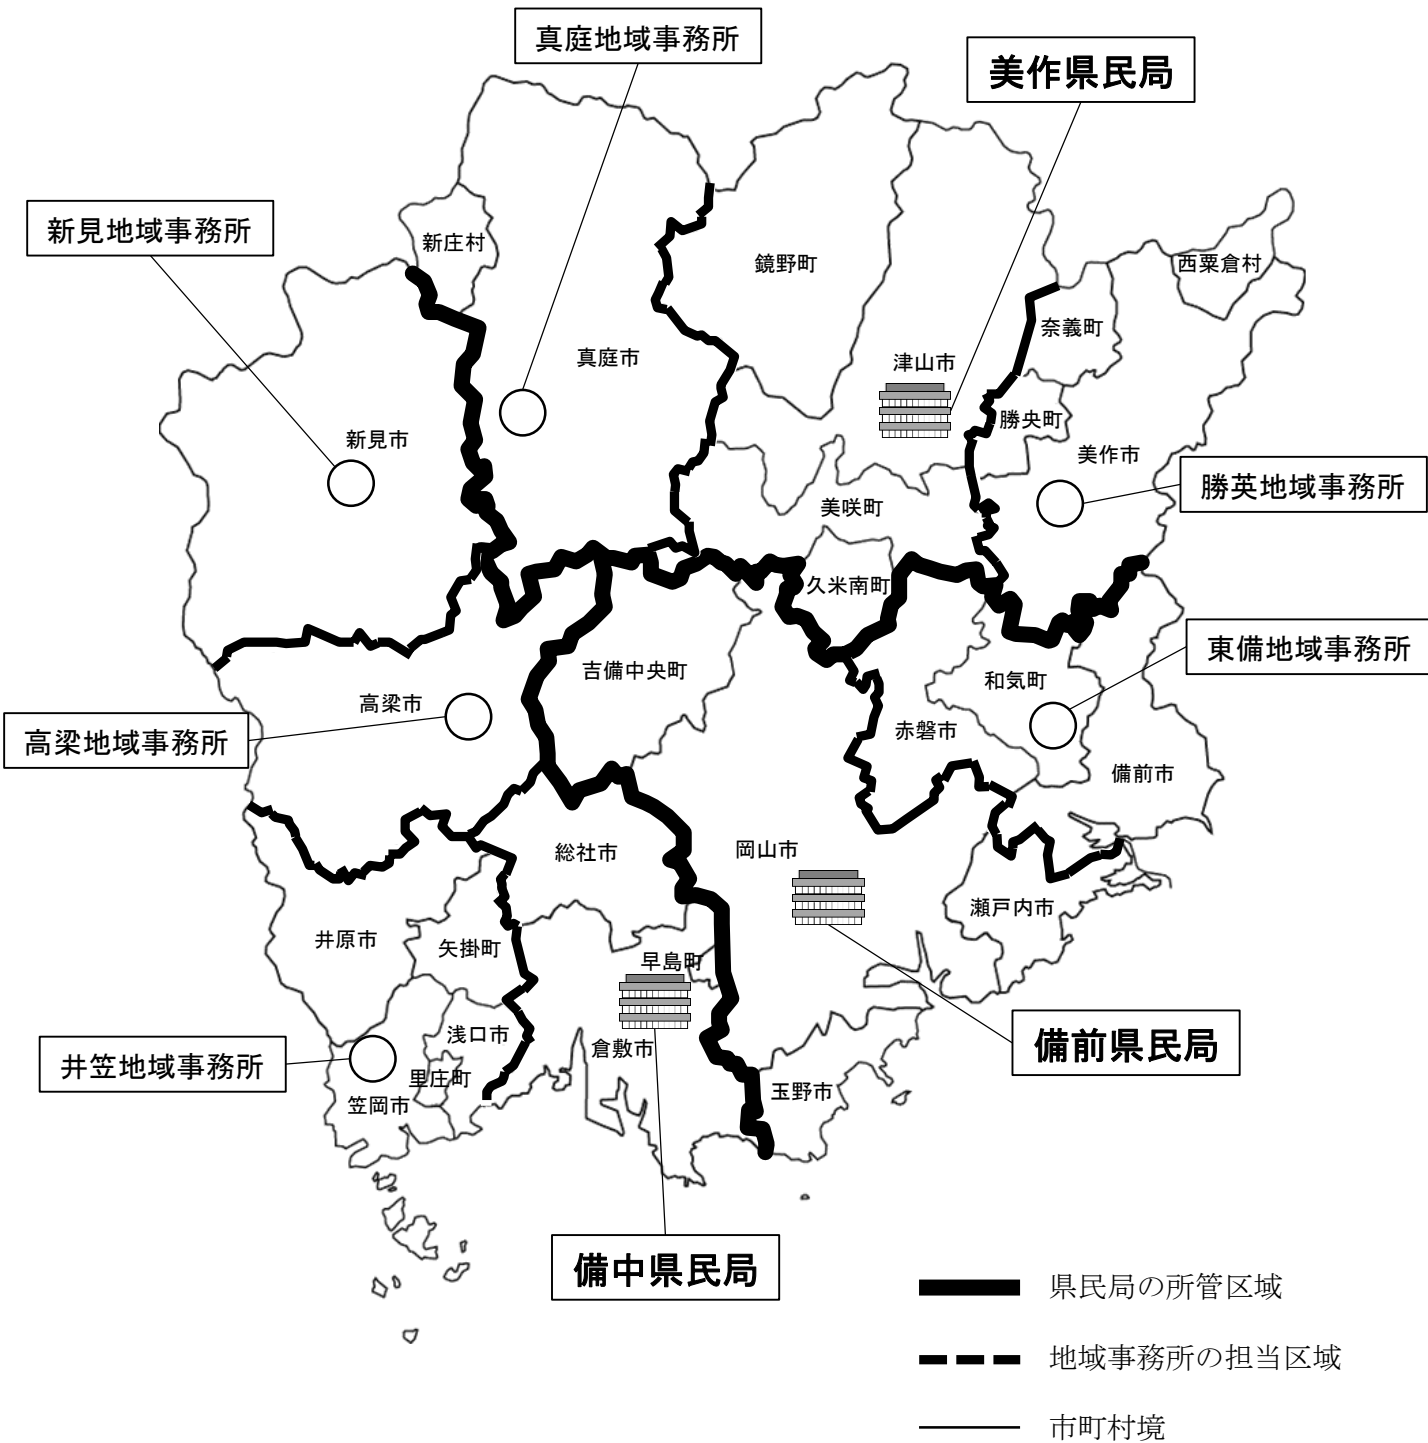 真庭地域事務所
美作県民局
新見地域事務所
新庄村
鏡野町
西粟倉村
奈義町
真庭市
津山市
勝央町
新見市
美作市
勝英地域事務所
美咲町
久米南町
東備地域事務所
吉備中央町
和気町
高梁市
赤磐市
高梁地域事務所
備前市
岡山市
総社市
瀬戸内市
井原市
矢掛町
早島町
浅口市
倉敷市
備前県民局
井笠地域事務所
里庄町
笠岡市
玉野市
備中県民局
県民局の所管区域
地域事務所の担当区域
市町村境